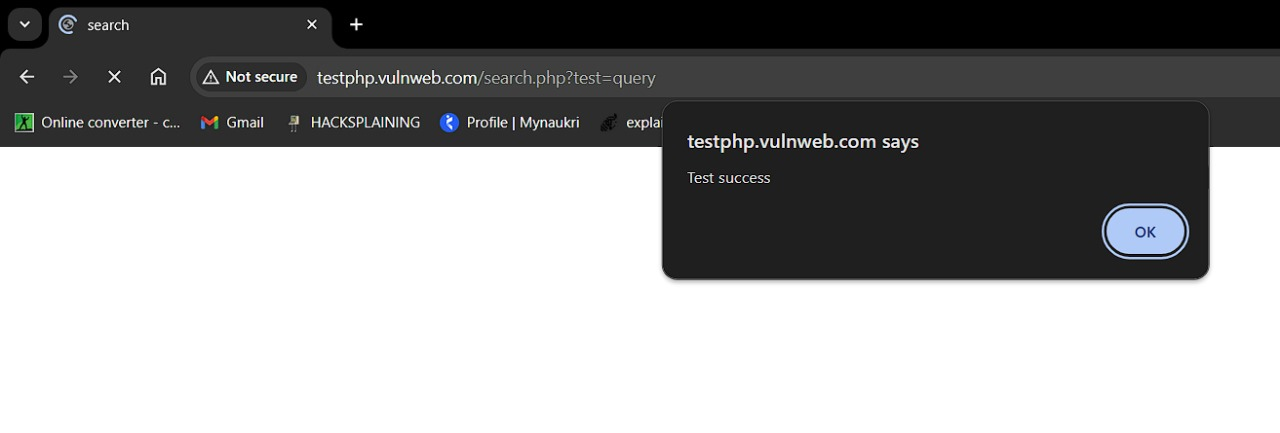 search
Not secure testphp.vulnweb.com/search.php?test=query
Online converter - c... Gmail HACKSPLAINING Profile | Mynaukri explai
testphp.vulnweb.com says
Test success
OK